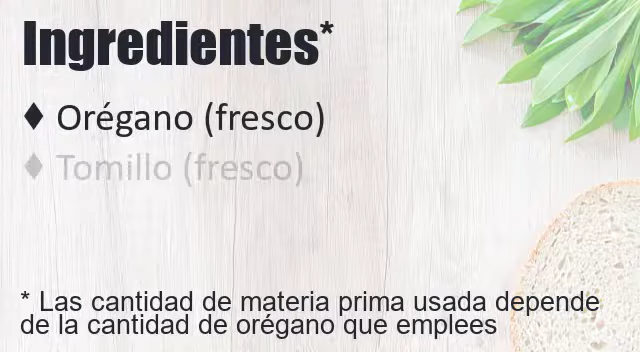 Ingredientes*
♦ Orégano (fresco)
♦ Tomillo (fresco)
* Las cantidad de materia prima usada depende
de la cantidad de orégano que emplees